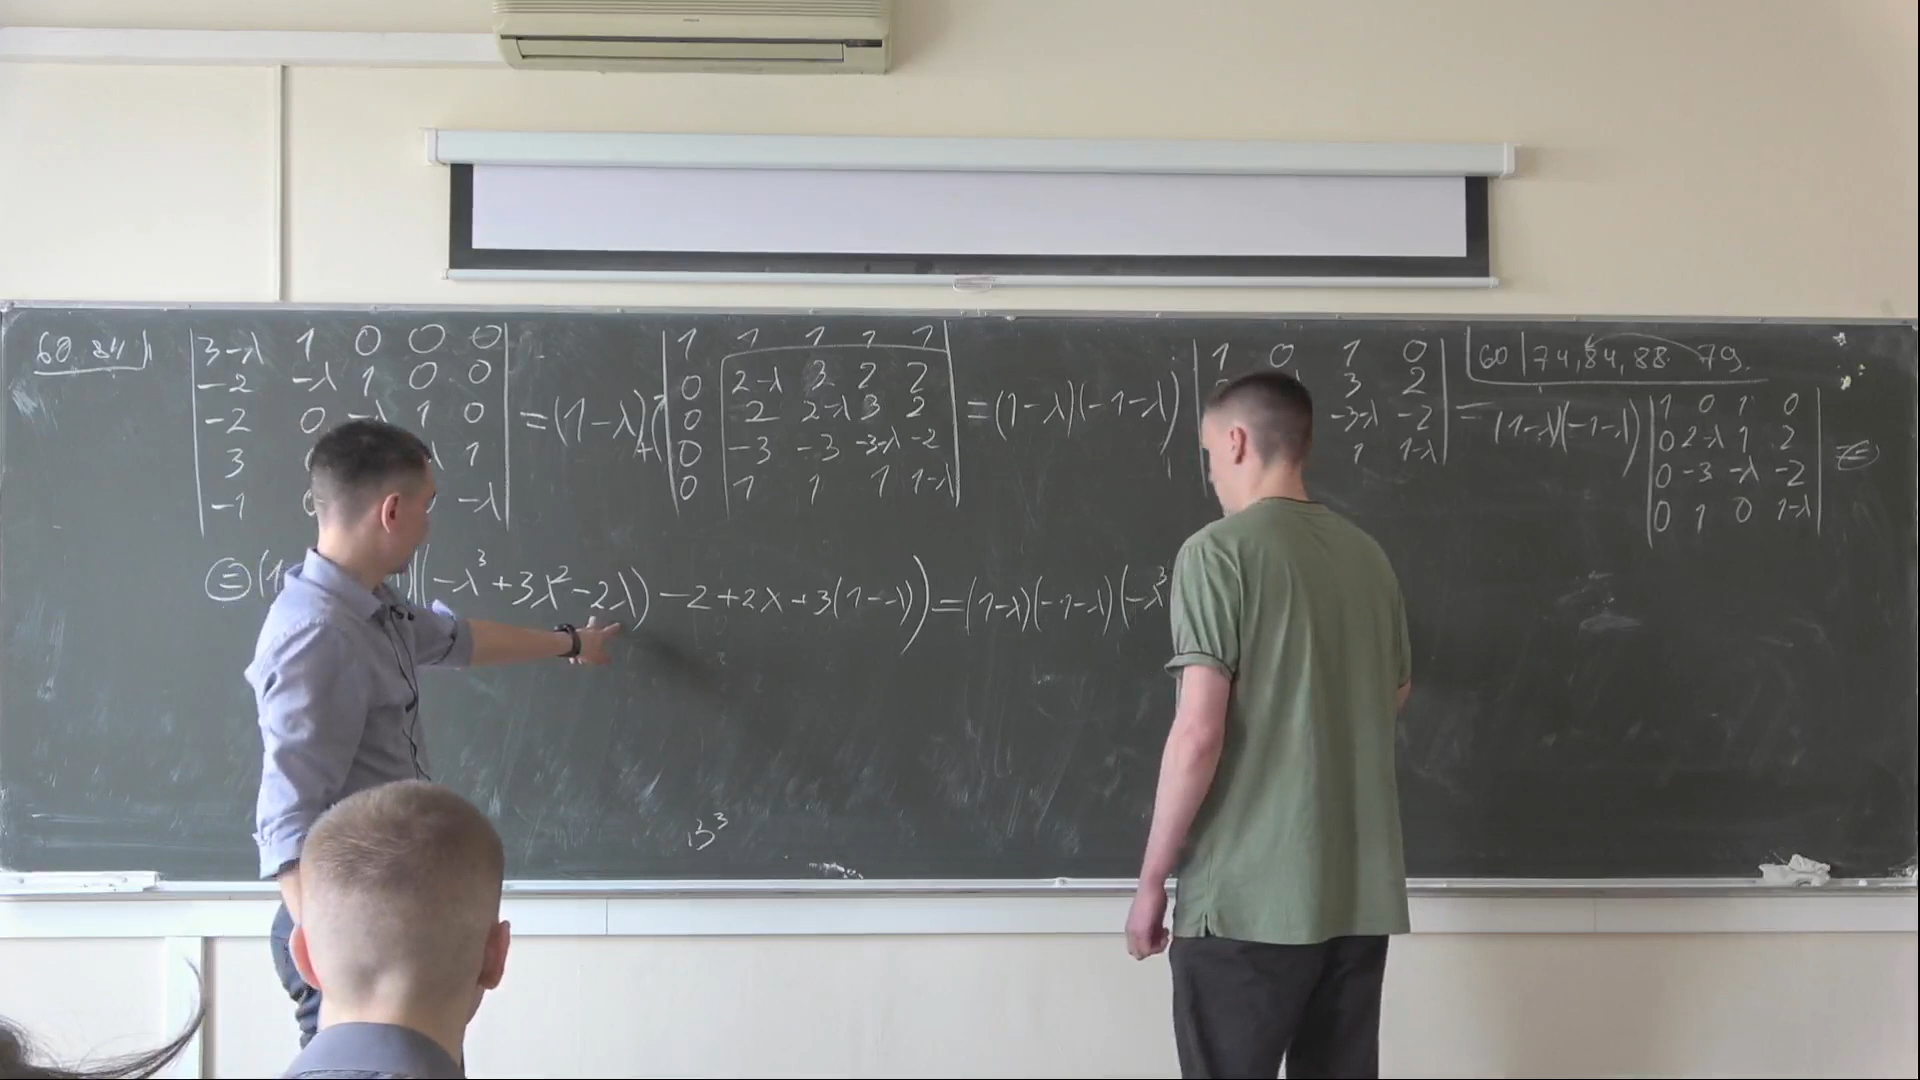 60.84
3-λ 1 0 0 0
-2 -λ 1 0 0
-2 0 -λ 1 0
3 λ 1
-1 -λ
=(1-λ)
1 1 1 1 1
0 2-λ 3 2 2
0 2 2-λ 3 2
0 -3 -3 -3-λ -2
0 1 1 1 1-λ
=(1-λ)(-1-λ)
1 0 1 0
3 2
-3-λ -2
1 1-λ
60 | 74, 84, 88. 79.
= (1-λ)(-1-λ)
1 0 1 0
0 2-λ 1 2
0 -3 -λ -2
0 1 0 1-λ
=
= (1 )(-λ³+3λ²-2λ)-2+2λ+3(1-λ))=(1-λ)(-1-λ)(-λ³